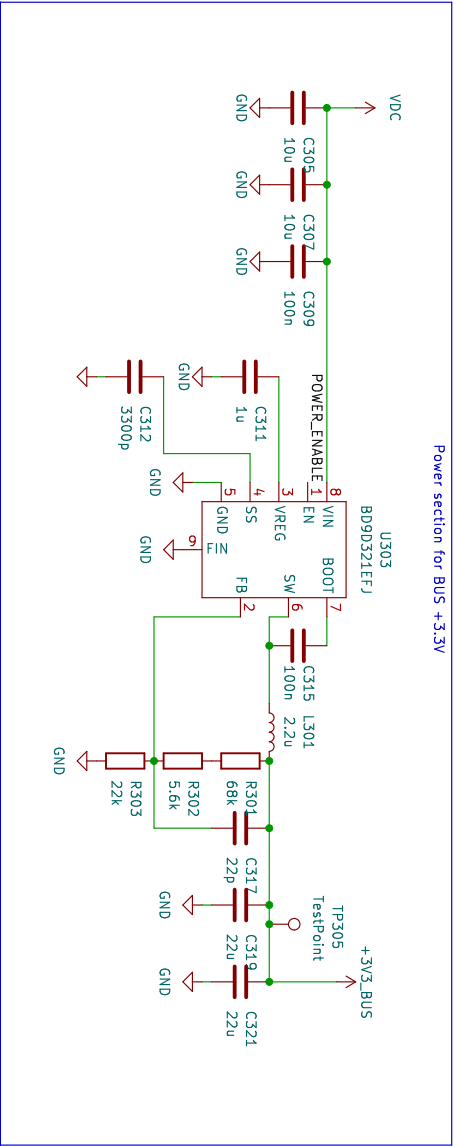 Power section for BUS +3.3V
VDC
C305
10u
GND
C307
10u
GND
C309
100n
GND
POWER_ENABLE
C311
1u
GND
C312
3300p
U303
BD9D321EFJ
8
VIN
1
EN
3
VREG
4
SS
5
GND
9
FIN
BOOT
7
SW
6
FB
2
GND
GND
C315
100n
L301
2.2u
R301
68k
R302
5.6k
R303
22k
GND
C317
22p
C319
22u
GND
TP305
TestPoint
C321
22u
GND
+3V3_BUS